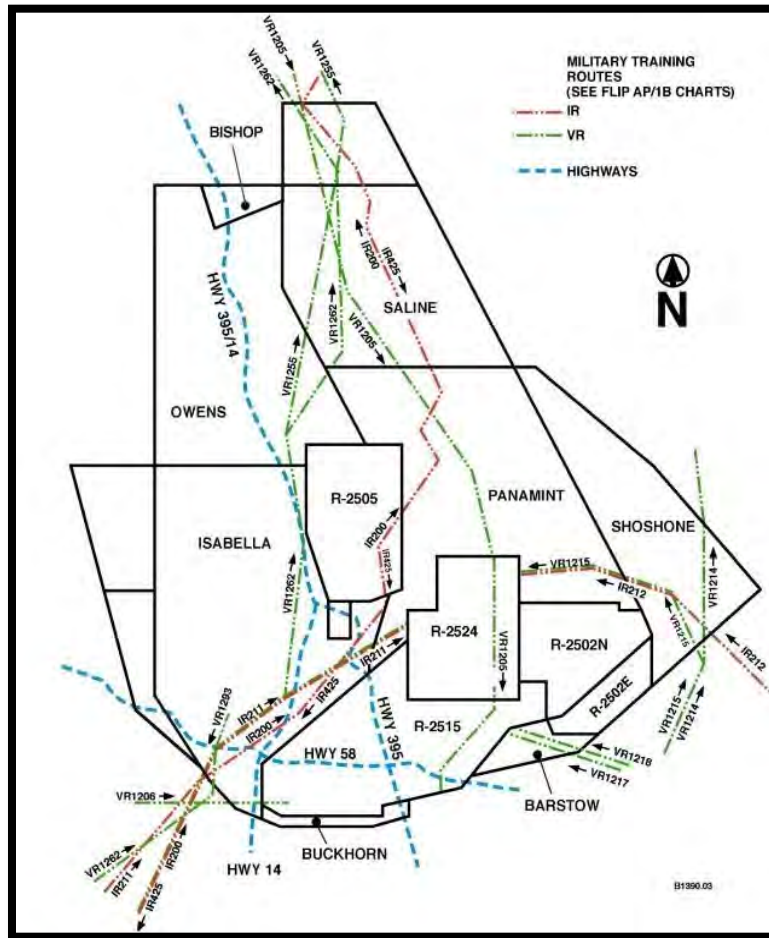 VR1205
VR1262
VR1255
MILITARY TRAINING
ROUTES
(SEE FLIP AP/1B CHARTS)
IR
VR
HIGHWAYS
BISHOP
N
HWY 395/14
IR200
IR425
SALINE
VR1262
VR1205
VR1255
OWENS
R-2505
PANAMINT
SHOSHONE
ISABELLA
IR200
IR425
VR1262
VR1215
IR212
VR1214
R-2524
VR1205
R-2502N
VR1215
IR212
IR211
R-2502E
VR1293
IR211
IR425
IR200
HWY 395
R-2515
VR1215
VR1214
HWY 58
VR1218
VR1217
VR1206
BARSTOW
VR1262
IR211
IR200
IR425
BUCKHORN
HWY 14
B1390.03